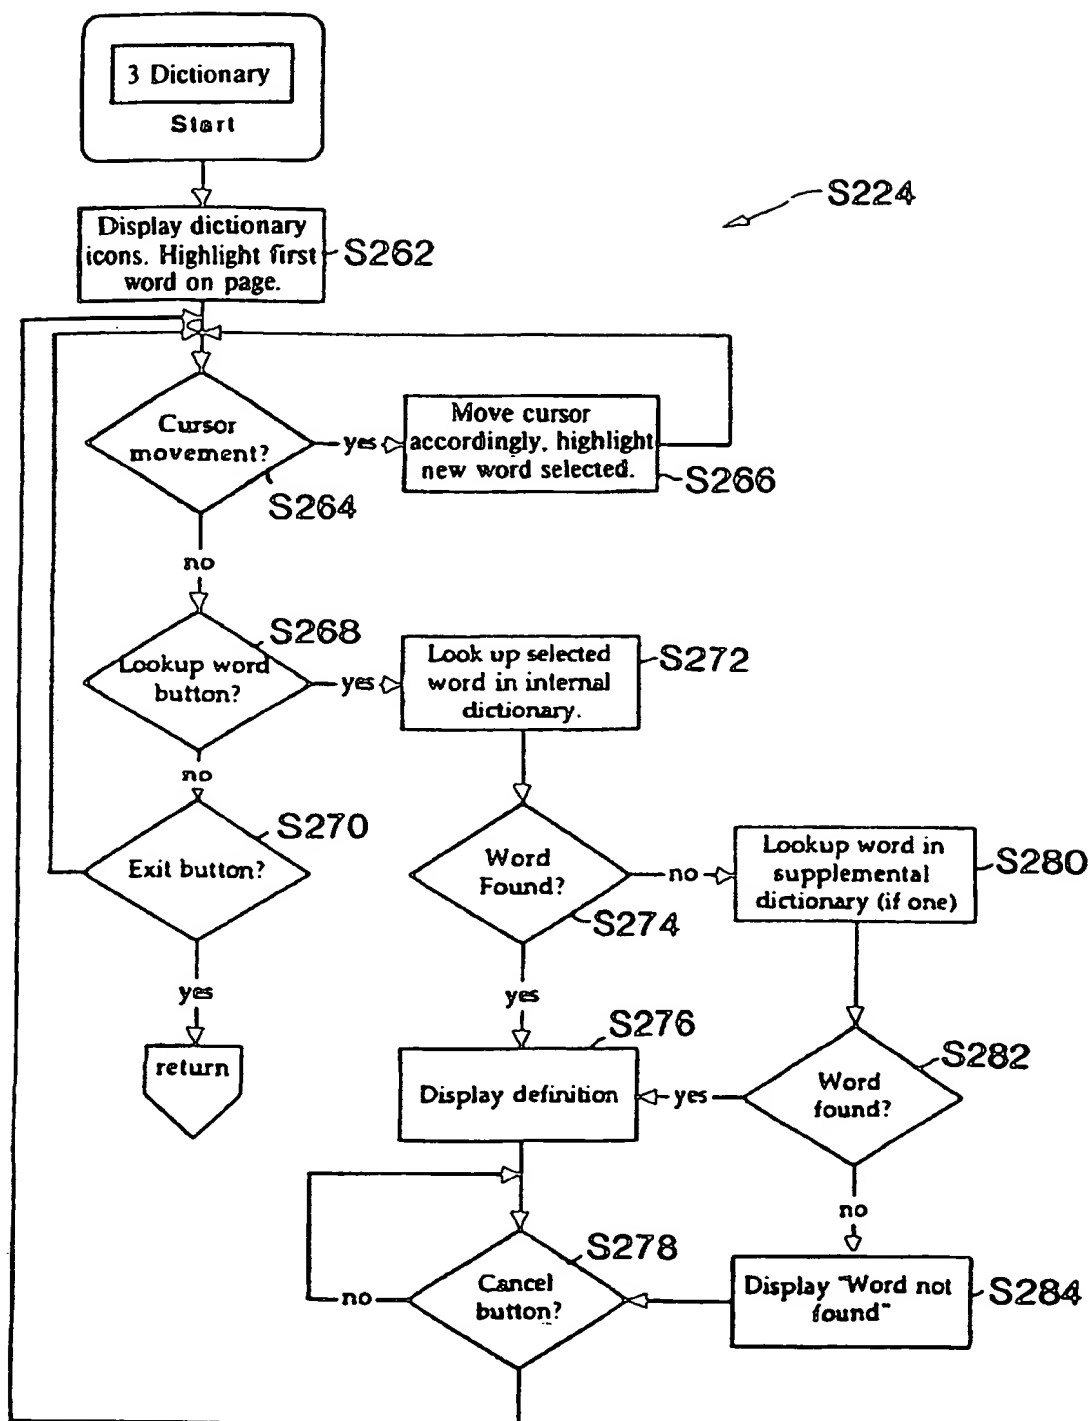 3 Dictionary
Start
S224
Display dictionary
icons. Highlight first
word on page.
S262
Cursor
movement?
S264
yes
Move cursor
accordingly, highlight
new word selected.
S266
no
Lookup word
button?
S268
yes
Look up selected
word in internal
dictionary.
S272
no
Exit button?
S270
yes
return
Word
Found?
S274
no
Lookup word in
supplemental
dictionary (if one)
S280
yes
Display definition
S276
Word
found?
S282
yes
no
Display "Word not
found"
S284
Cancel
button?
S278
no